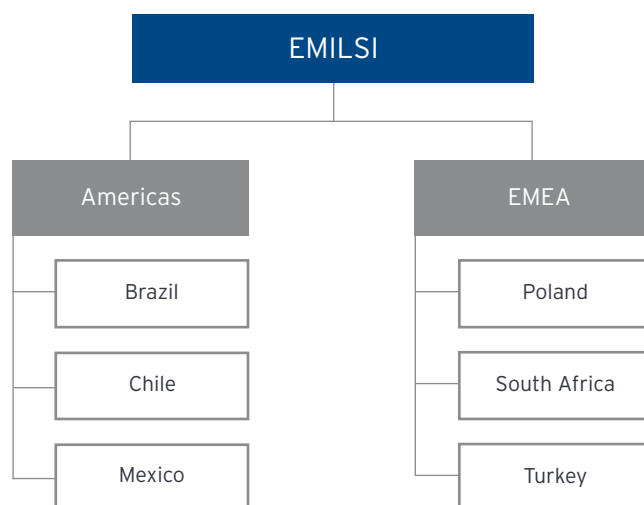 EMILSI
Americas
Brazil
Chile
Mexico
EMEA
Poland
South Africa
Turkey